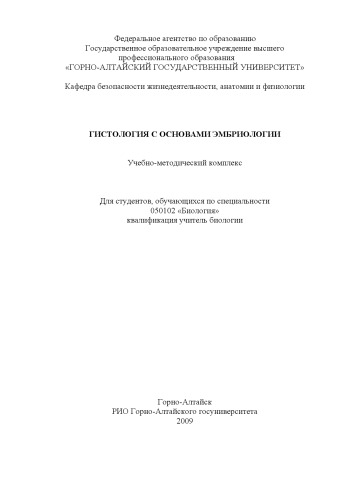 Федеральное агентство по образованию
Государственное образовательное учреждение высшего
профессионального образования
«ГОРНО-АЛТАЙСКИЙ ГОСУДАРСТВЕННЫЙ УНИВЕРСИТЕТ»
Кафедра безопасности жизнедеятельности, анатомии и физиологии
ГИСТОЛОГИЯ С ОСНОВАМИ ЭМБРИОЛОГИИ
Учебно-методический комплекс
Для студентов, обучающихся по специальности
050102 «Биология»
квалификация учитель биологии
Горно-Алтайск
РИО Горно-Алтайского госуниверситета
2009